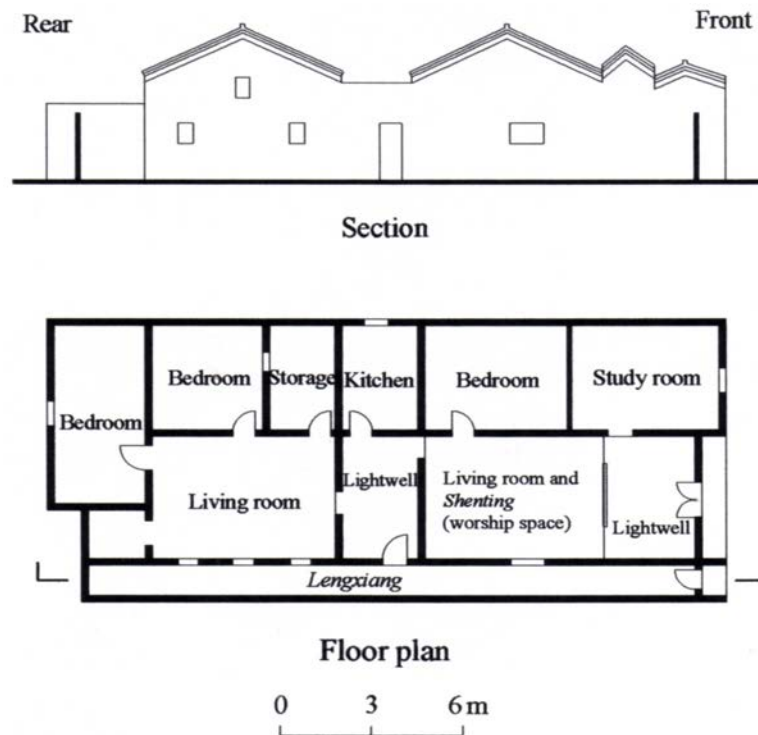 Rear
Front
Section
Bedroom
Bedroom
Storage
Kitchen
Bedroom
Study room
Living room
Lightwell
Living room and
Shenting
(worship space)
Lightwell
Lengxiang
Floor plan
0 3 6 m